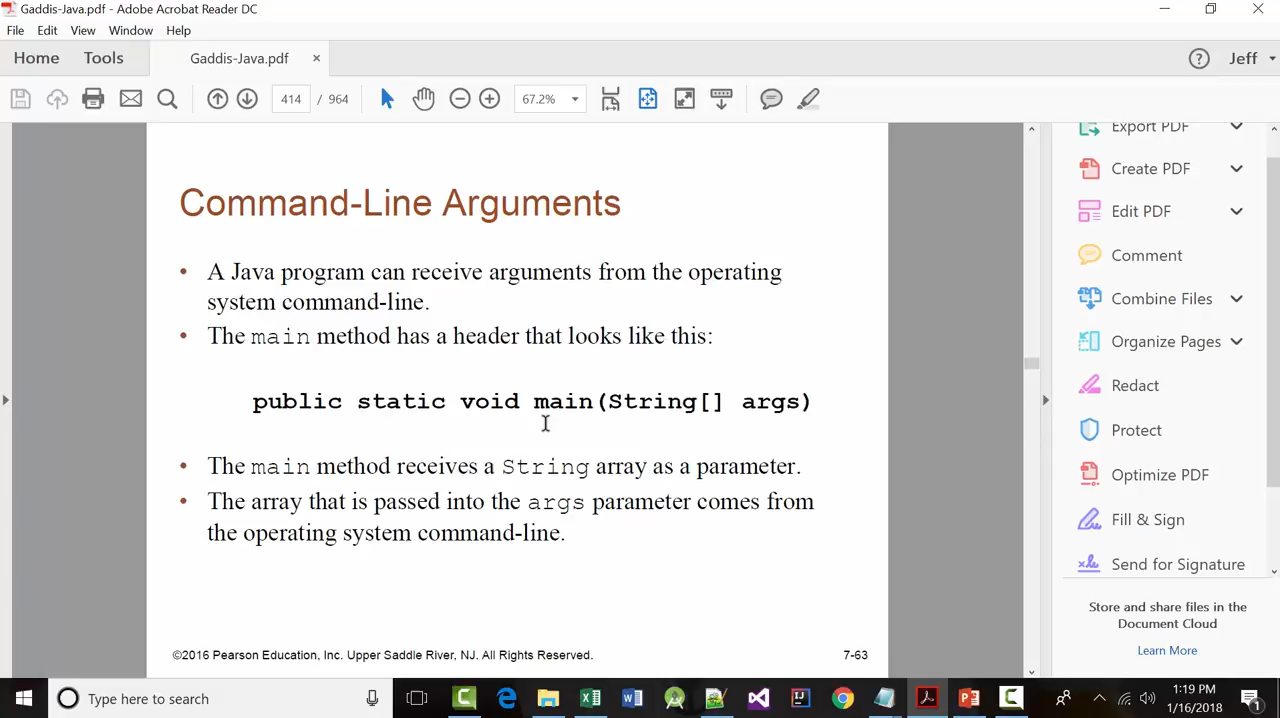 Gaddis-Java.pdf - Adobe Acrobat Reader DC
File Edit View Window Help
Home Tools Gaddis-Java.pdf × ? Jeff
414 / 964 67.2%
Command-Line Arguments
• A Java program can receive arguments from the operating
system command-line.
• The main method has a header that looks like this:
public static void main(String[] args)
• The main method receives a String array as a parameter.
• The array that is passed into the args parameter comes from
the operating system command-line.
©2016 Pearson Education, Inc. Upper Saddle River, NJ. All Rights Reserved. 7-63
Export PDF
Create PDF
Edit PDF
Comment
Combine Files
Organize Pages
Redact
Protect
Optimize PDF
Fill & Sign
Send for Signature
Store and share files in the
Document Cloud
Learn More
Type here to search
1:19 PM
1/16/2018
1